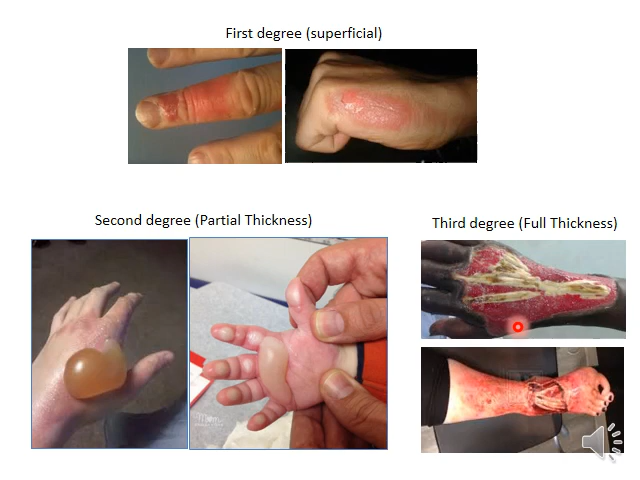 First degree (superficial)
Second degree (Partial Thickness)
Third degree (Full Thickness)